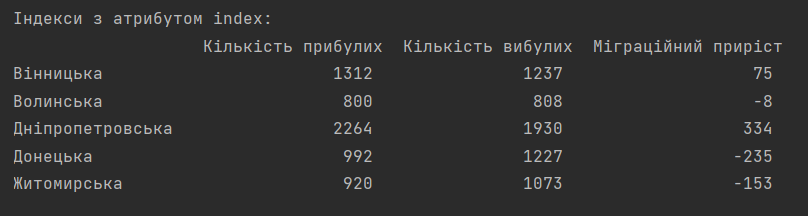 Індекси з атрибутом index:
Кількість прибулих Кількість вибулих Міграційний приріст
Вінницька 1312 1237 75
Волинська 800 808 -8
Дніпропетровська 2264 1930 334
Донецька 992 1227 -235
Житомирська 920 1073 -153